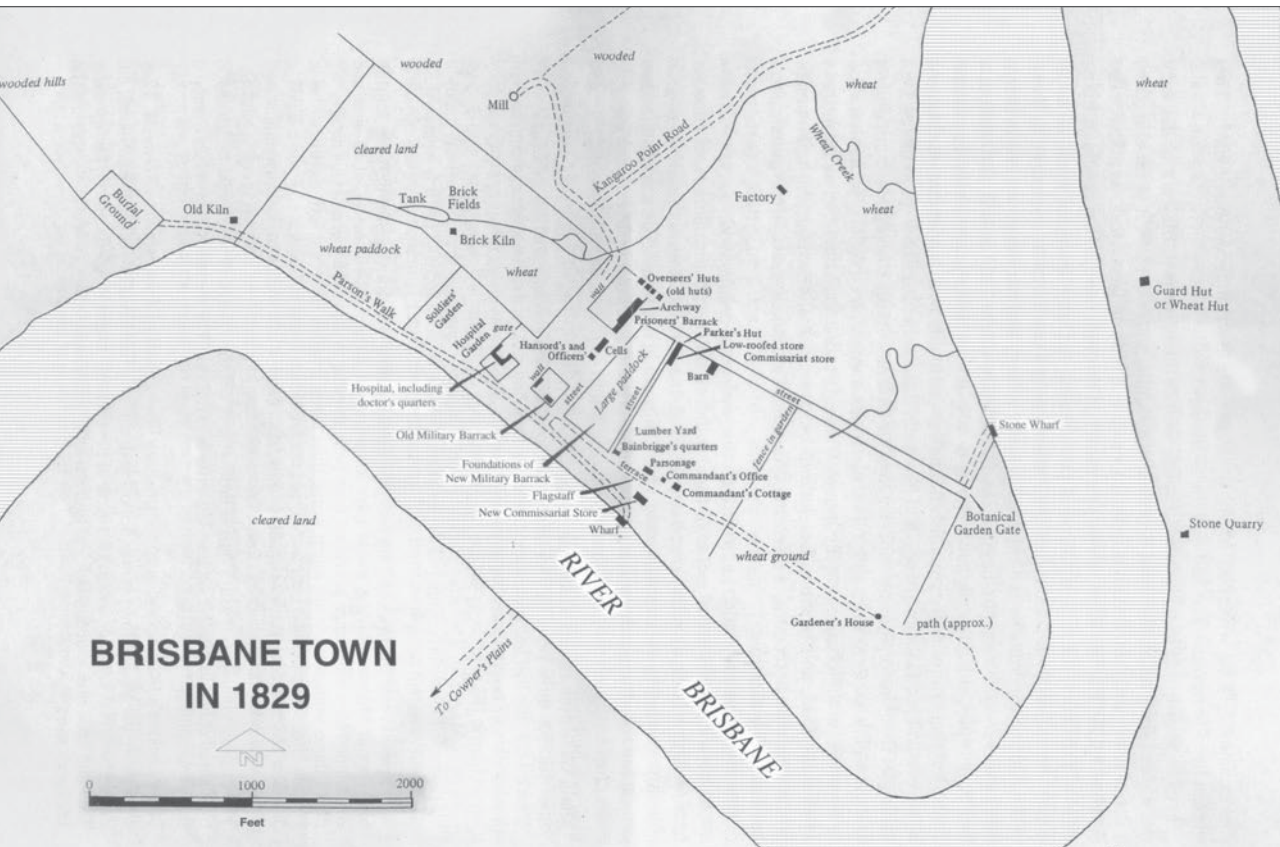 wooded hills
wooded
wooded
wheat
wheat
Mill
cleared land
Kangaroo Point Road
Wheat Creek
Burial
Ground
Old Kiln
Tank
Brick
Fields
Brick Kiln
Factory
wheat
wheat paddock
wheat
Parson's Walk
Soldiers'
Garden
Hospital
Garden
gate
wall
Overseers' Huts
(old huts)
Archway
Prisoners' Barrack
Guard Hut
or Wheat Hut
Parker's Hut
Low-roofed store
Commissariat store
Hansord's and
Officers'
Cells
Barn
wall
street
Large paddock
street
street
Hospital, including
doctor's quarters
Old Military Barrack
fence in garden
Stone Wharf
Lumber Yard
Bainbrigge's quarters
Foundations of
New Military Barrack
terrace
Parsonage
Commandant's Office
Commandant's Cottage
Flagstaff
New Commissariat Store
Wharf
Botanical
Garden Gate
Stone Quarry
cleared land
wheat ground
RIVER
Gardener's House
path (approx.)
BRISBANE TOWN
IN 1829
To Cowper's Plains
BRISBANE
N
0 1000 2000
Feet